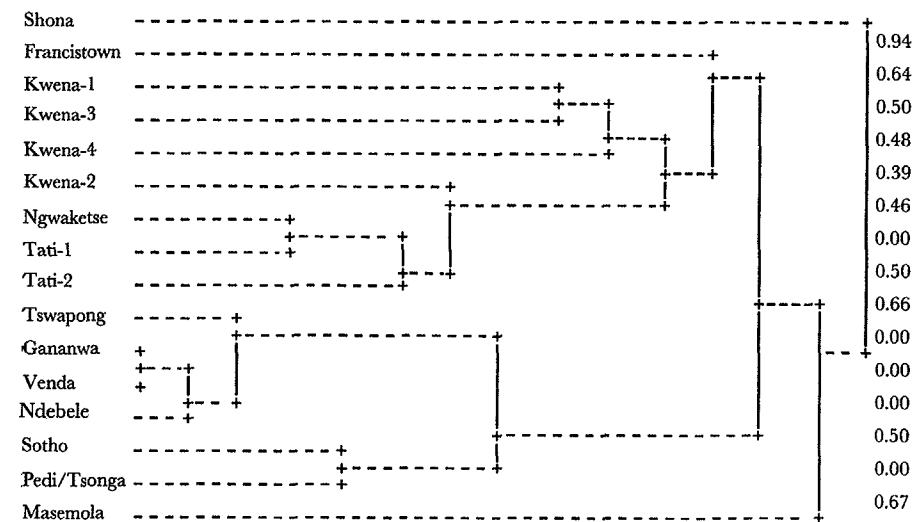 Shona
0.94
Francistown
0.64
Kwena-1
0.50
Kwena-3
0.48
Kwena-4
0.39
Kwena-2
0.46
Ngwaketse
0.00
Tati-1
0.50
Tati-2
0.66
Tswapong
0.00
Gananwa
0.00
Venda
0.00
Ndebele
0.50
Sotho
0.00
Pedi/Tsonga
0.67
Masemola